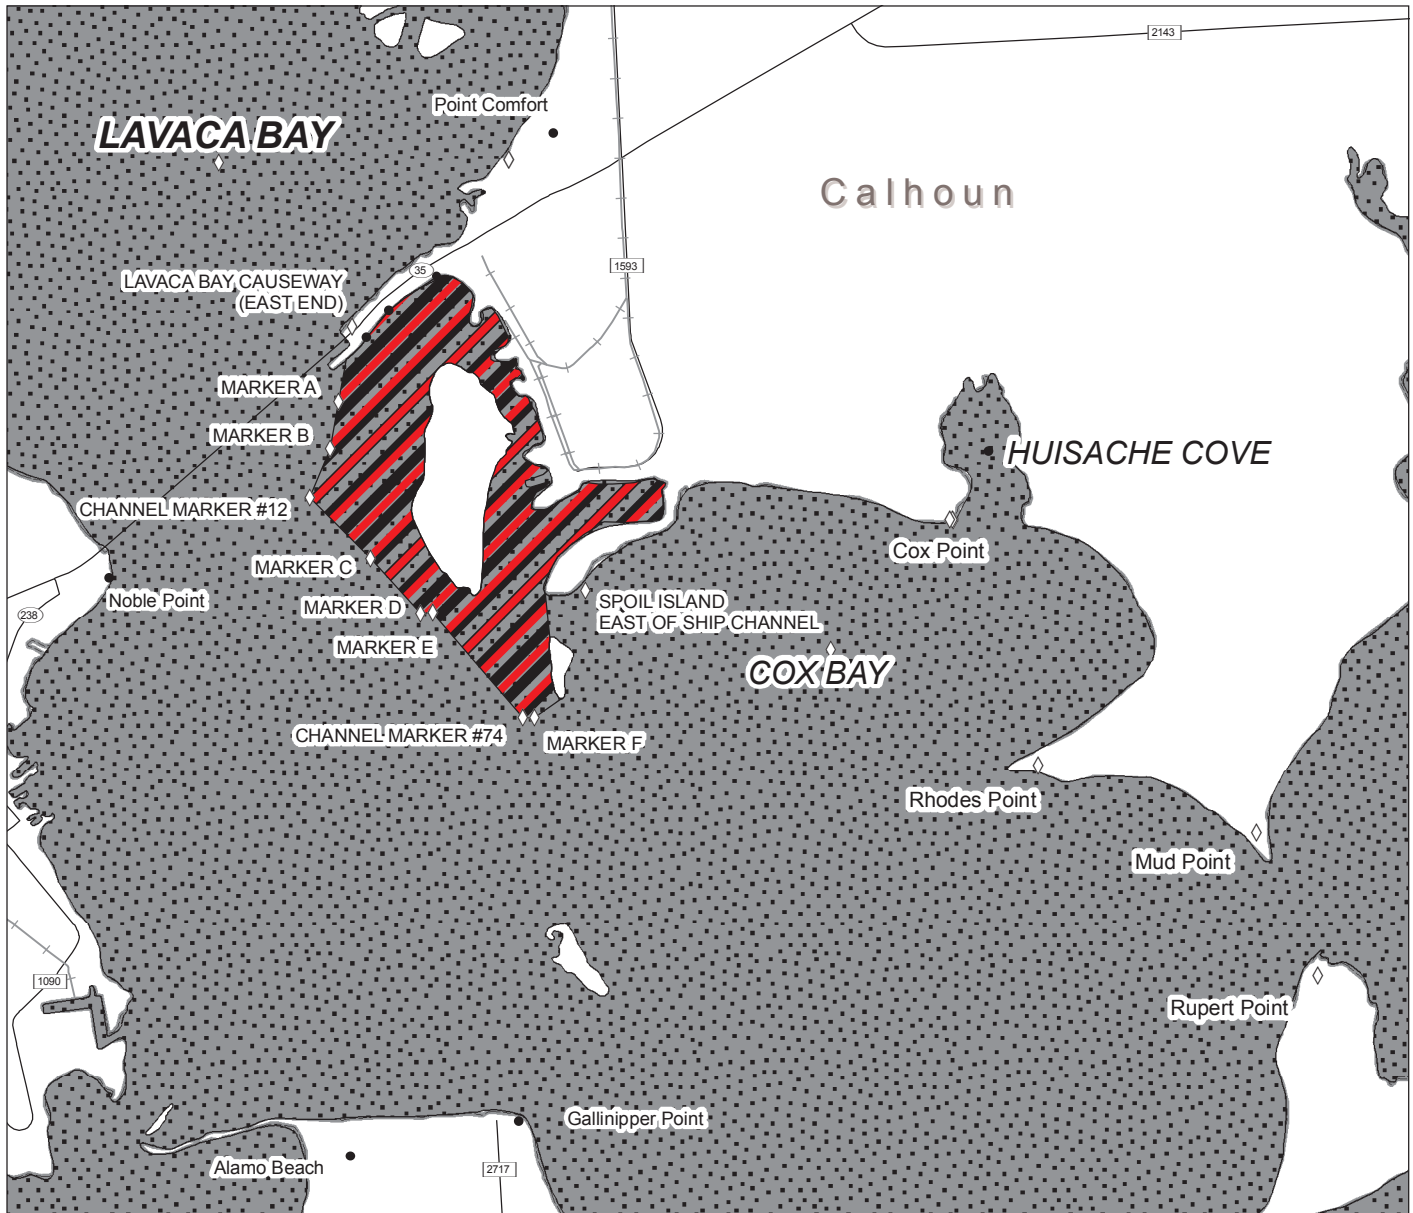 2143
Point Comfort
LAVACA BAY
Calhoun
35
1593
LAVACA BAY CAUSEWAY
(EAST END)
MARKER A
MARKER B
HUISACHE COVE
CHANNEL MARKER #12
Cox Point
MARKER C
Noble Point
MARKER D
SPOIL ISLAND
EAST OF SHIP CHANNEL
238
MARKER E
COX BAY
CHANNEL MARKER #74
MARKER F
Rhodes Point
Mud Point
1090
Rupert Point
Gallinipper Point
Alamo Beach
2717